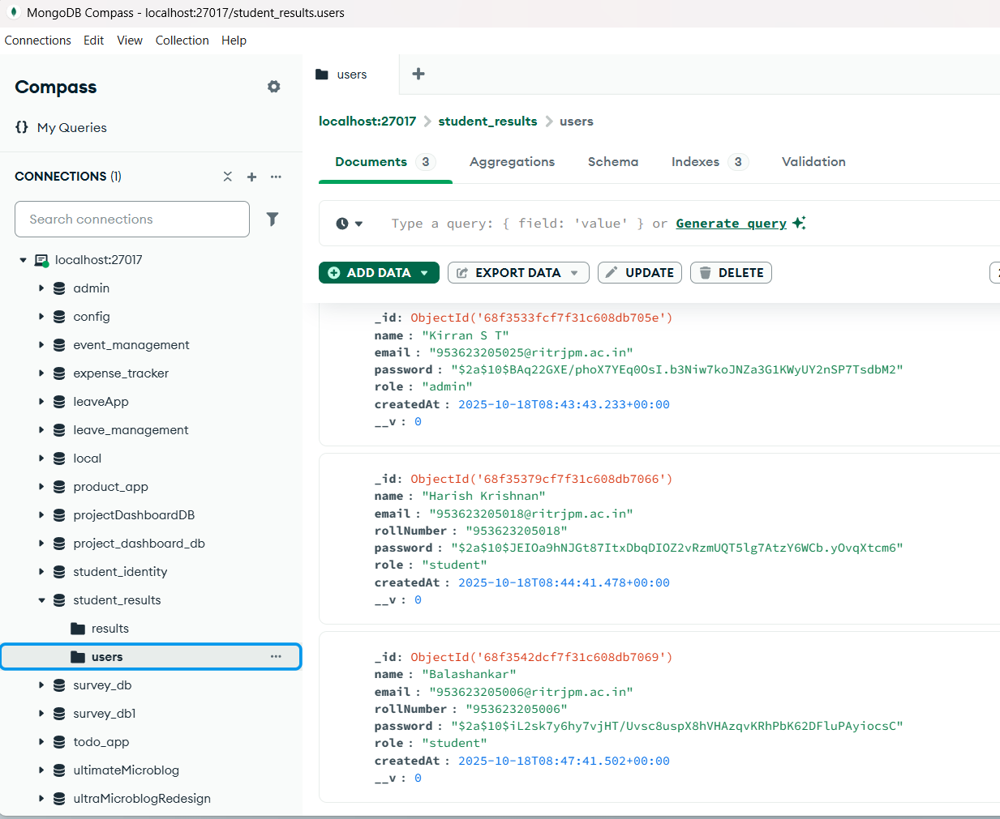 MongoDB Compass - localhost:27017/student_results.users
Connections Edit View Collection Help
Compass
My Queries
CONNECTIONS (1)
Search connections
localhost:27017
admin
config
event_management
expense_tracker
leaveApp
leave_management
local
product_app
projectDashboardDB
project_dashboard_db
student_identity
student_results
results
users
survey_db
survey_db1
todo_app
ultimateMicroblog
ultraMicroblogRedesign
users
localhost:27017 > student_results > users
Documents 3 Aggregations Schema Indexes 3 Validation
Type a query: { field: 'value' } or Generate query
ADD DATA EXPORT DATA UPDATE DELETE
_id: ObjectId('68f3533fcf7f31c608db705e')
name : "Kirran S T"
email : "953623205025@ritrjpm.ac.in"
password : "$2a$10$BAq22GXE/phoX7YEq0OsI.b3Niw7koJNZa3G1KWyUY2nSP7TsdbM2"
role : "admin"
createdAt : 2025-10-18T08:43:43.233+00:00
__v : 0
_id: ObjectId('68f35379cf7f31c608db7066')
name : "Harish Krishnan"
email : "953623205018@ritrjpm.ac.in"
rollNumber : "953623205018"
password : "$2a$10$JEIOa9hNJGt87ItxDbqDIOZ2vRzmUQT5lg7AtzY6WCb.yOvqXtcm6"
role : "student"
createdAt : 2025-10-18T08:44:41.478+00:00
__v : 0
_id: ObjectId('68f3542dcf7f31c608db7069')
name : "Balashankar"
email : "953623205006@ritrjpm.ac.in"
rollNumber : "953623205006"
password : "$2a$10$iL2sk7y6hy7vjHT/Uvsc8uspX8hVHAzqvKRhPbK62DFluPAyiocsC"
role : "student"
createdAt : 2025-10-18T08:47:41.502+00:00
__v : 0